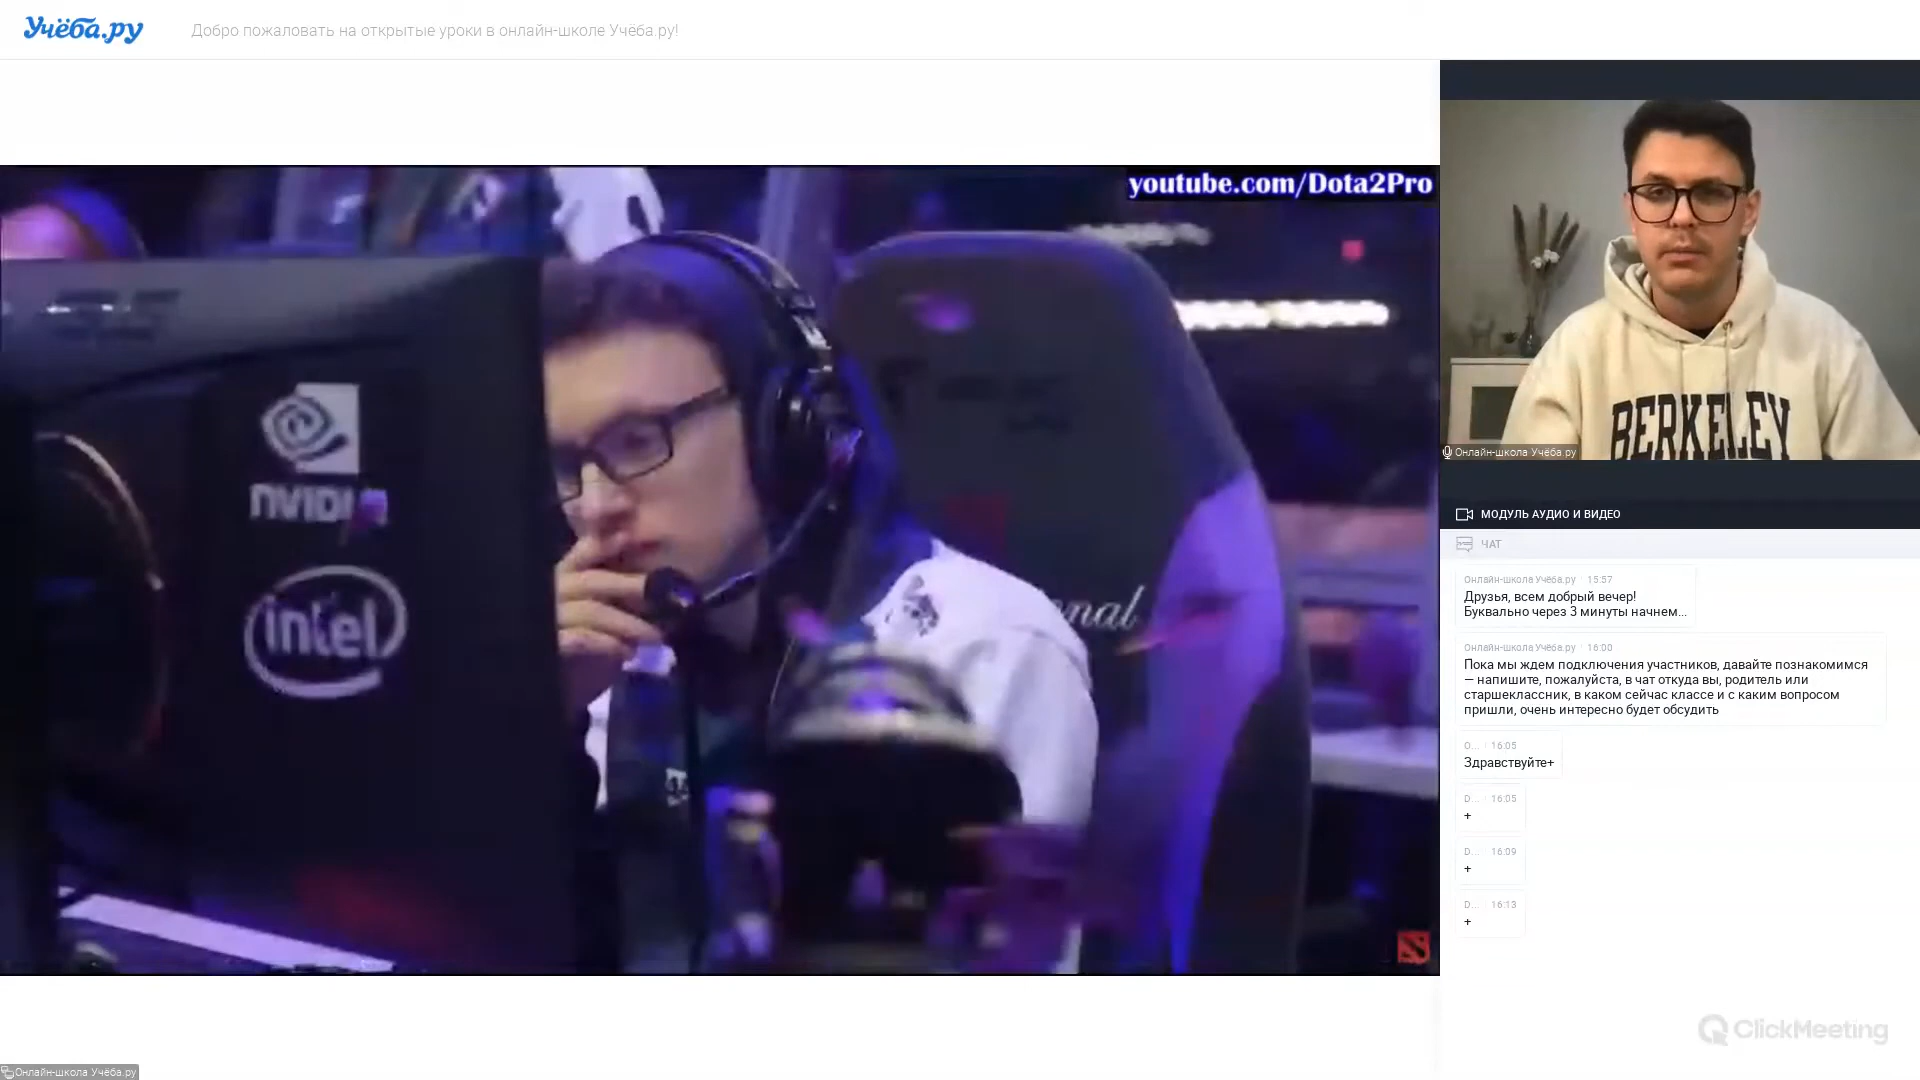 Учёба.ру
Добро пожаловать на открытые уроки в онлайн-школе Учёба.ру!
youtube.com/Dota2Pro
nVIDIA
intel
BERKELEY
Онлайн-школа Учёба.ру
МОДУЛЬ АУДИО И ВИДЕО
ЧАТ
Онлайн-школа Учёба.ру · 15:57
Друзья, всем добрый вечер!
Буквально через 3 минуты начнем...
Онлайн-школа Учёба.ру · 16:00
Пока мы ждем подключения участников, давайте познакомимся
— напишите, пожалуйста, в чат откуда вы, родитель или
старшеклассник, в каком сейчас классе и с каким вопросом
пришли, очень интересно будет обсудить
О... · 16:05
Здравствуйте+
D... · 16:05
+
D... · 16:09
+
D... · 16:13
+
ClickMeeting
Онлайн-школа Учёба.ру